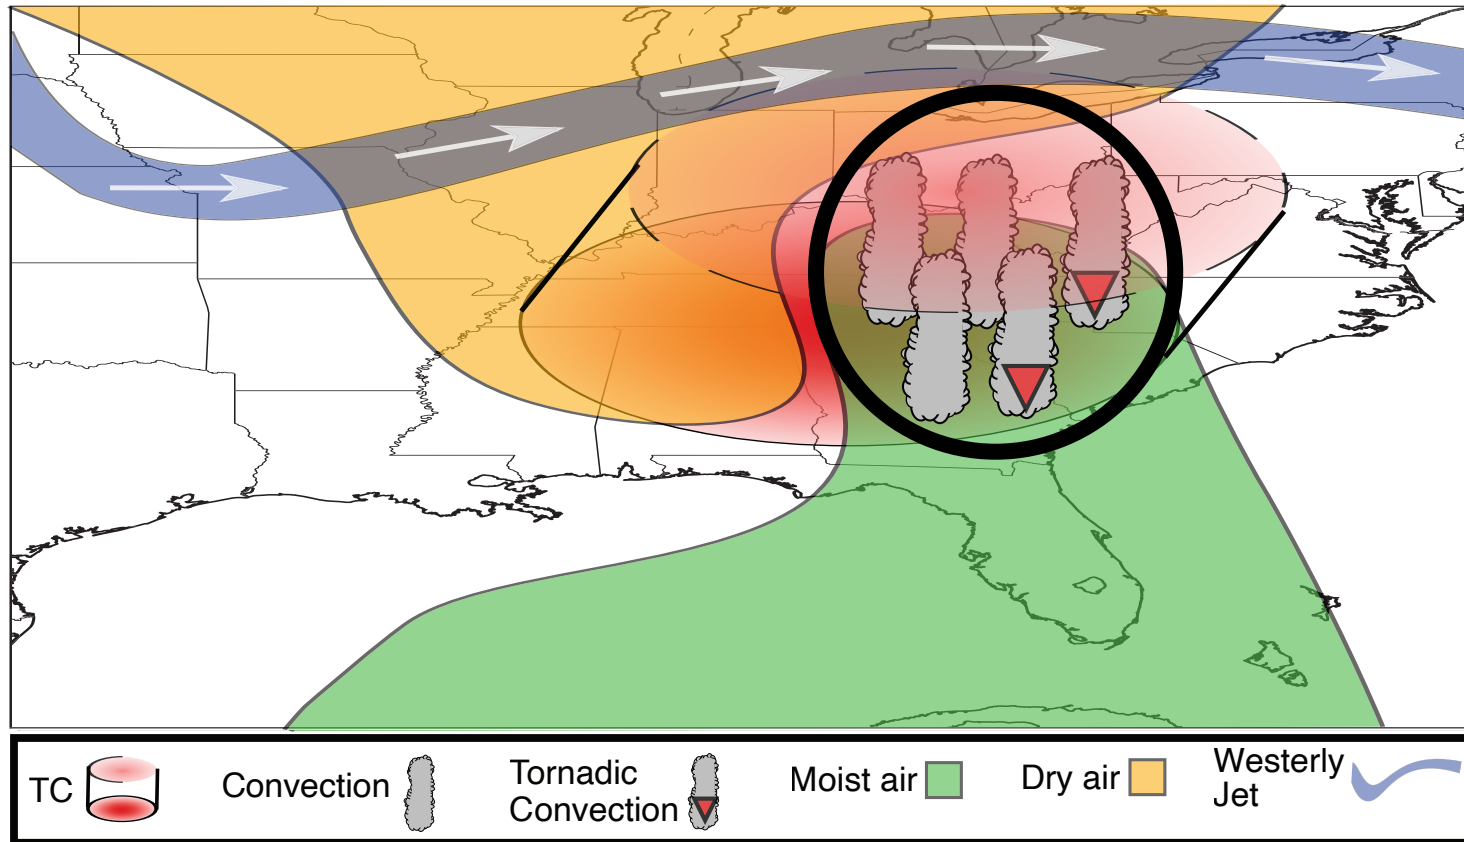 TC
Convection
Tornadic
Convection
Moist air
Dry air
Westerly
Jet